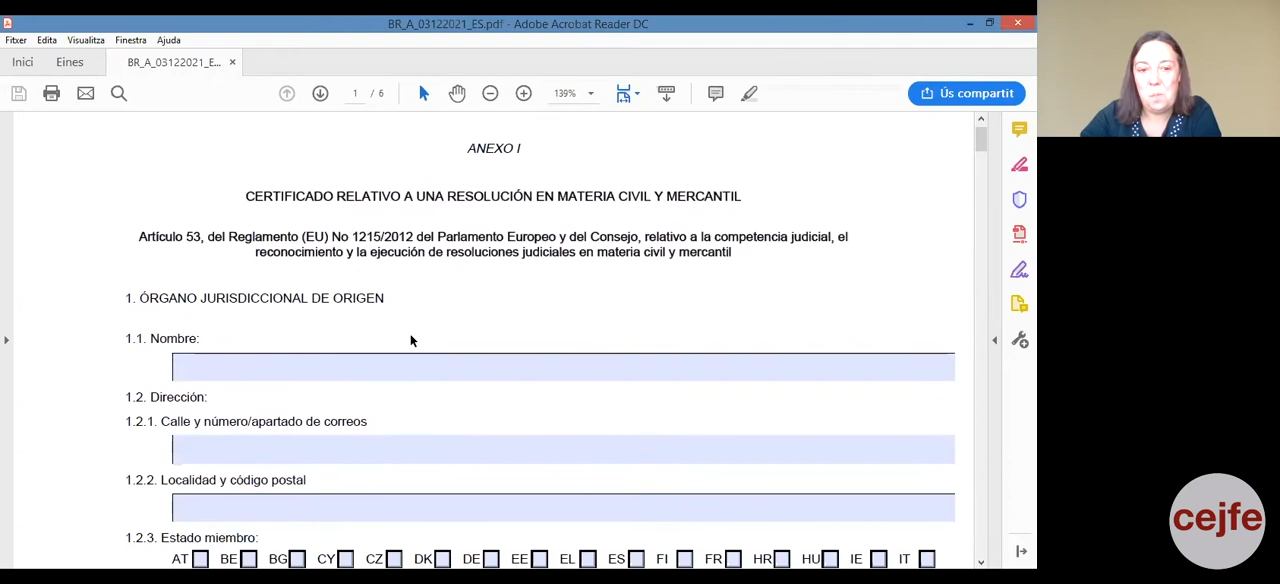 BR_A_03122021_ES.pdf - Adobe Acrobat Reader DC
Fitxer Edita Visualitza Finestra Ajuda
Inici Eines BR_A_03122021_E... ×
1 / 6 139% Ús compartit
ANEXO I
CERTIFICADO RELATIVO A UNA RESOLUCIÓN EN MATERIA CIVIL Y MERCANTIL
Artículo 53, del Reglamento (EU) No 1215/2012 del Parlamento Europeo y del Consejo, relativo a la competencia judicial, el
reconocimiento y la ejecución de resoluciones judiciales en materia civil y mercantil
1. ÓRGANO JURISDICCIONAL DE ORIGEN
1.1. Nombre:
1.2. Dirección:
1.2.1. Calle y número/apartado de correos
1.2.2. Localidad y código postal
1.2.3. Estado miembro:
AT BE BG CY CZ DK DE EE EL ES FI FR HR HU IE IT
cejfe